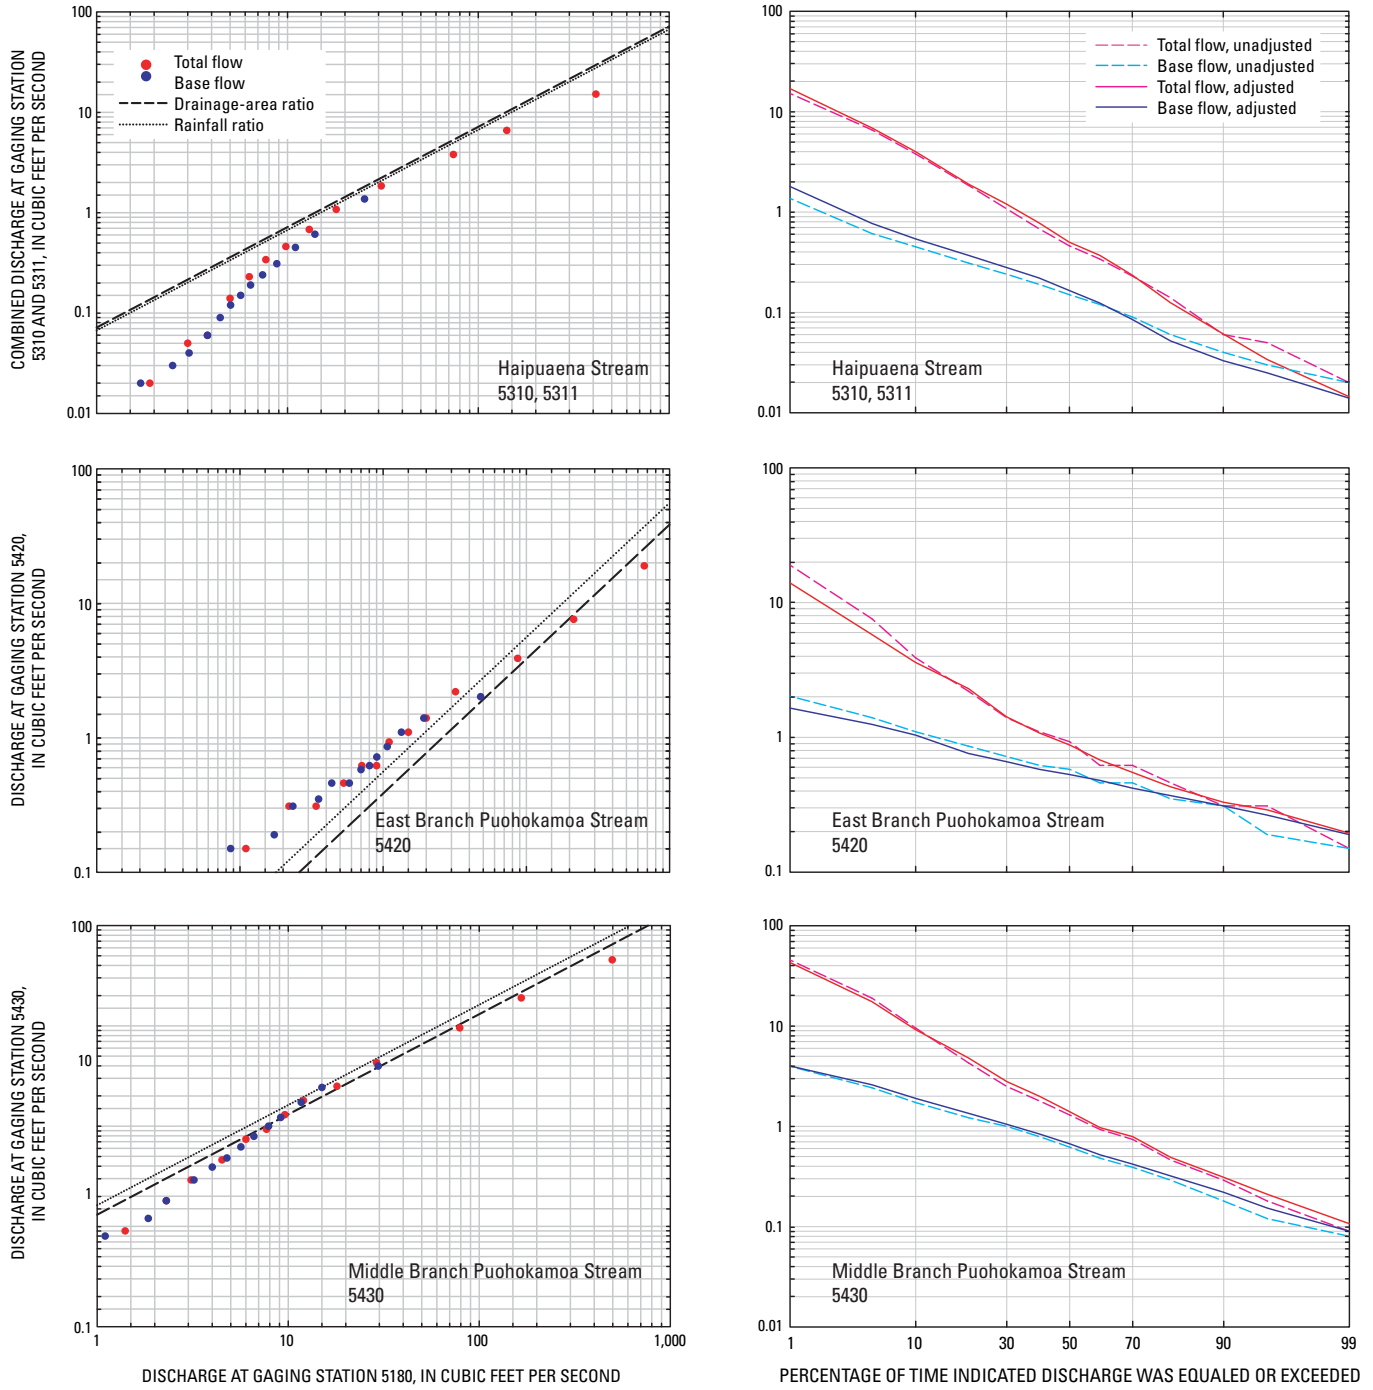 COMBINED DISCHARGE AT GAGING STATION
5310 AND 5311, IN CUBIC FEET PER SECOND
100
10
1
0.1
0.01
Total flow
Base flow
Drainage-area ratio
Rainfall ratio
Haipuaena Stream
5310, 5311
100
10
1
0.1
0.01
Total flow, unadjusted
Base flow, unadjusted
Total flow, adjusted
Base flow, adjusted
Haipuaena Stream
5310, 5311
DISCHARGE AT GAGING STATION 5420,
IN CUBIC FEET PER SECOND
100
10
1
0.1
East Branch Puohokamoa Stream
5420
100
10
1
0.1
East Branch Puohokamoa Stream
5420
DISCHARGE AT GAGING STATION 5430,
IN CUBIC FEET PER SECOND
100
10
1
0.1
Middle Branch Puohokamoa Stream
5430
1 10 100 1,000
DISCHARGE AT GAGING STATION 5180, IN CUBIC FEET PER SECOND
100
10
1
0.1
0.01
Middle Branch Puohokamoa Stream
5430
1 10 30 50 70 90 99
PERCENTAGE OF TIME INDICATED DISCHARGE WAS EQUALED OR EXCEEDED